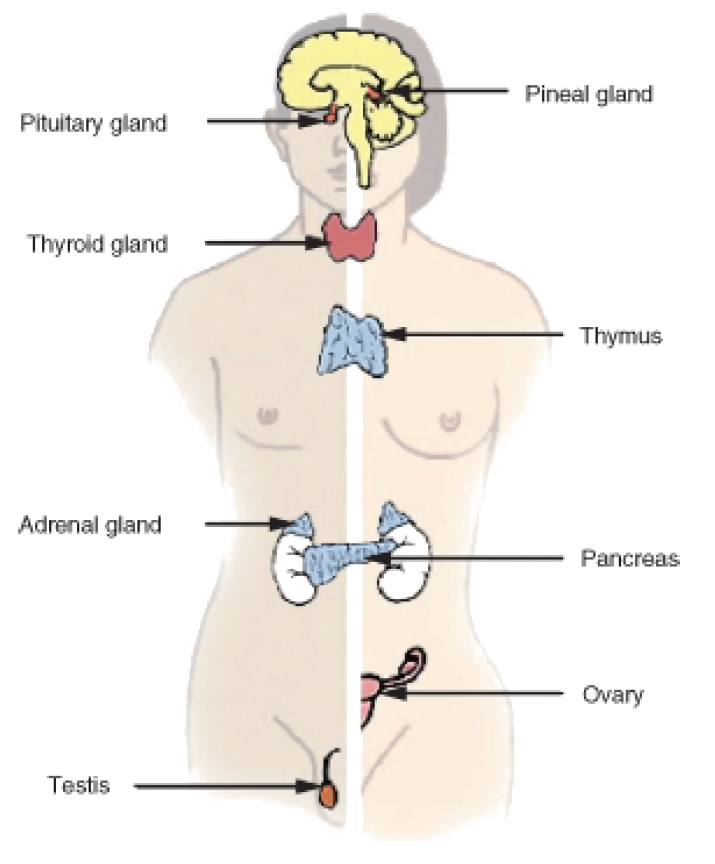 Pineal gland
Pituitary gland
Thyroid gland
Thymus
Adrenal gland
Pancreas
Ovary
Testis